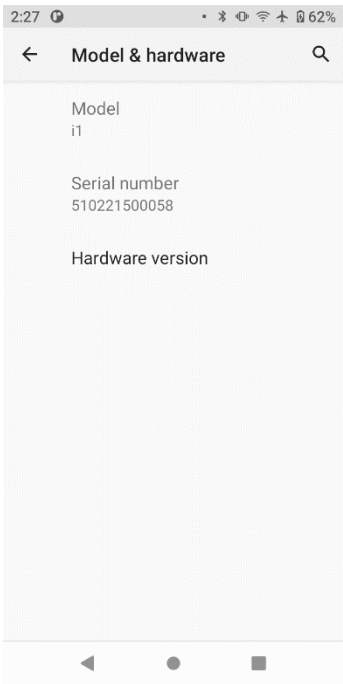 2:27 62%
Model & hardware
Model
i1
Serial number
510221500058
Hardware version